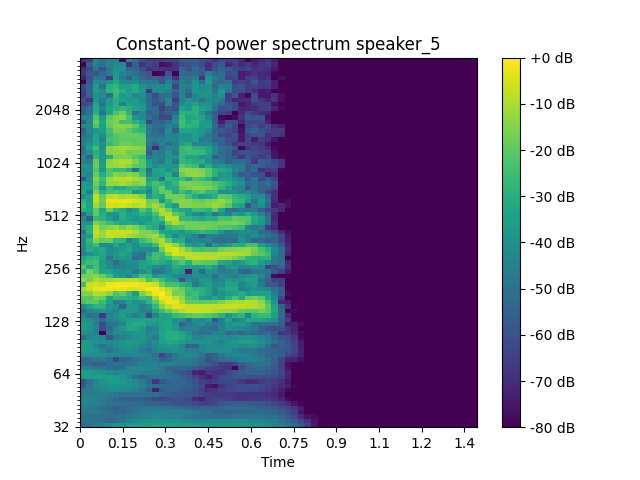 Constant-Q power spectrum speaker_5
Hz
2048
1024
512
256
128
64
32
0 0.15 0.3 0.45 0.6 0.75 0.9 1.1 1.2 1.4
Time
+0 dB
-10 dB
-20 dB
-30 dB
-40 dB
-50 dB
-60 dB
-70 dB
-80 dB